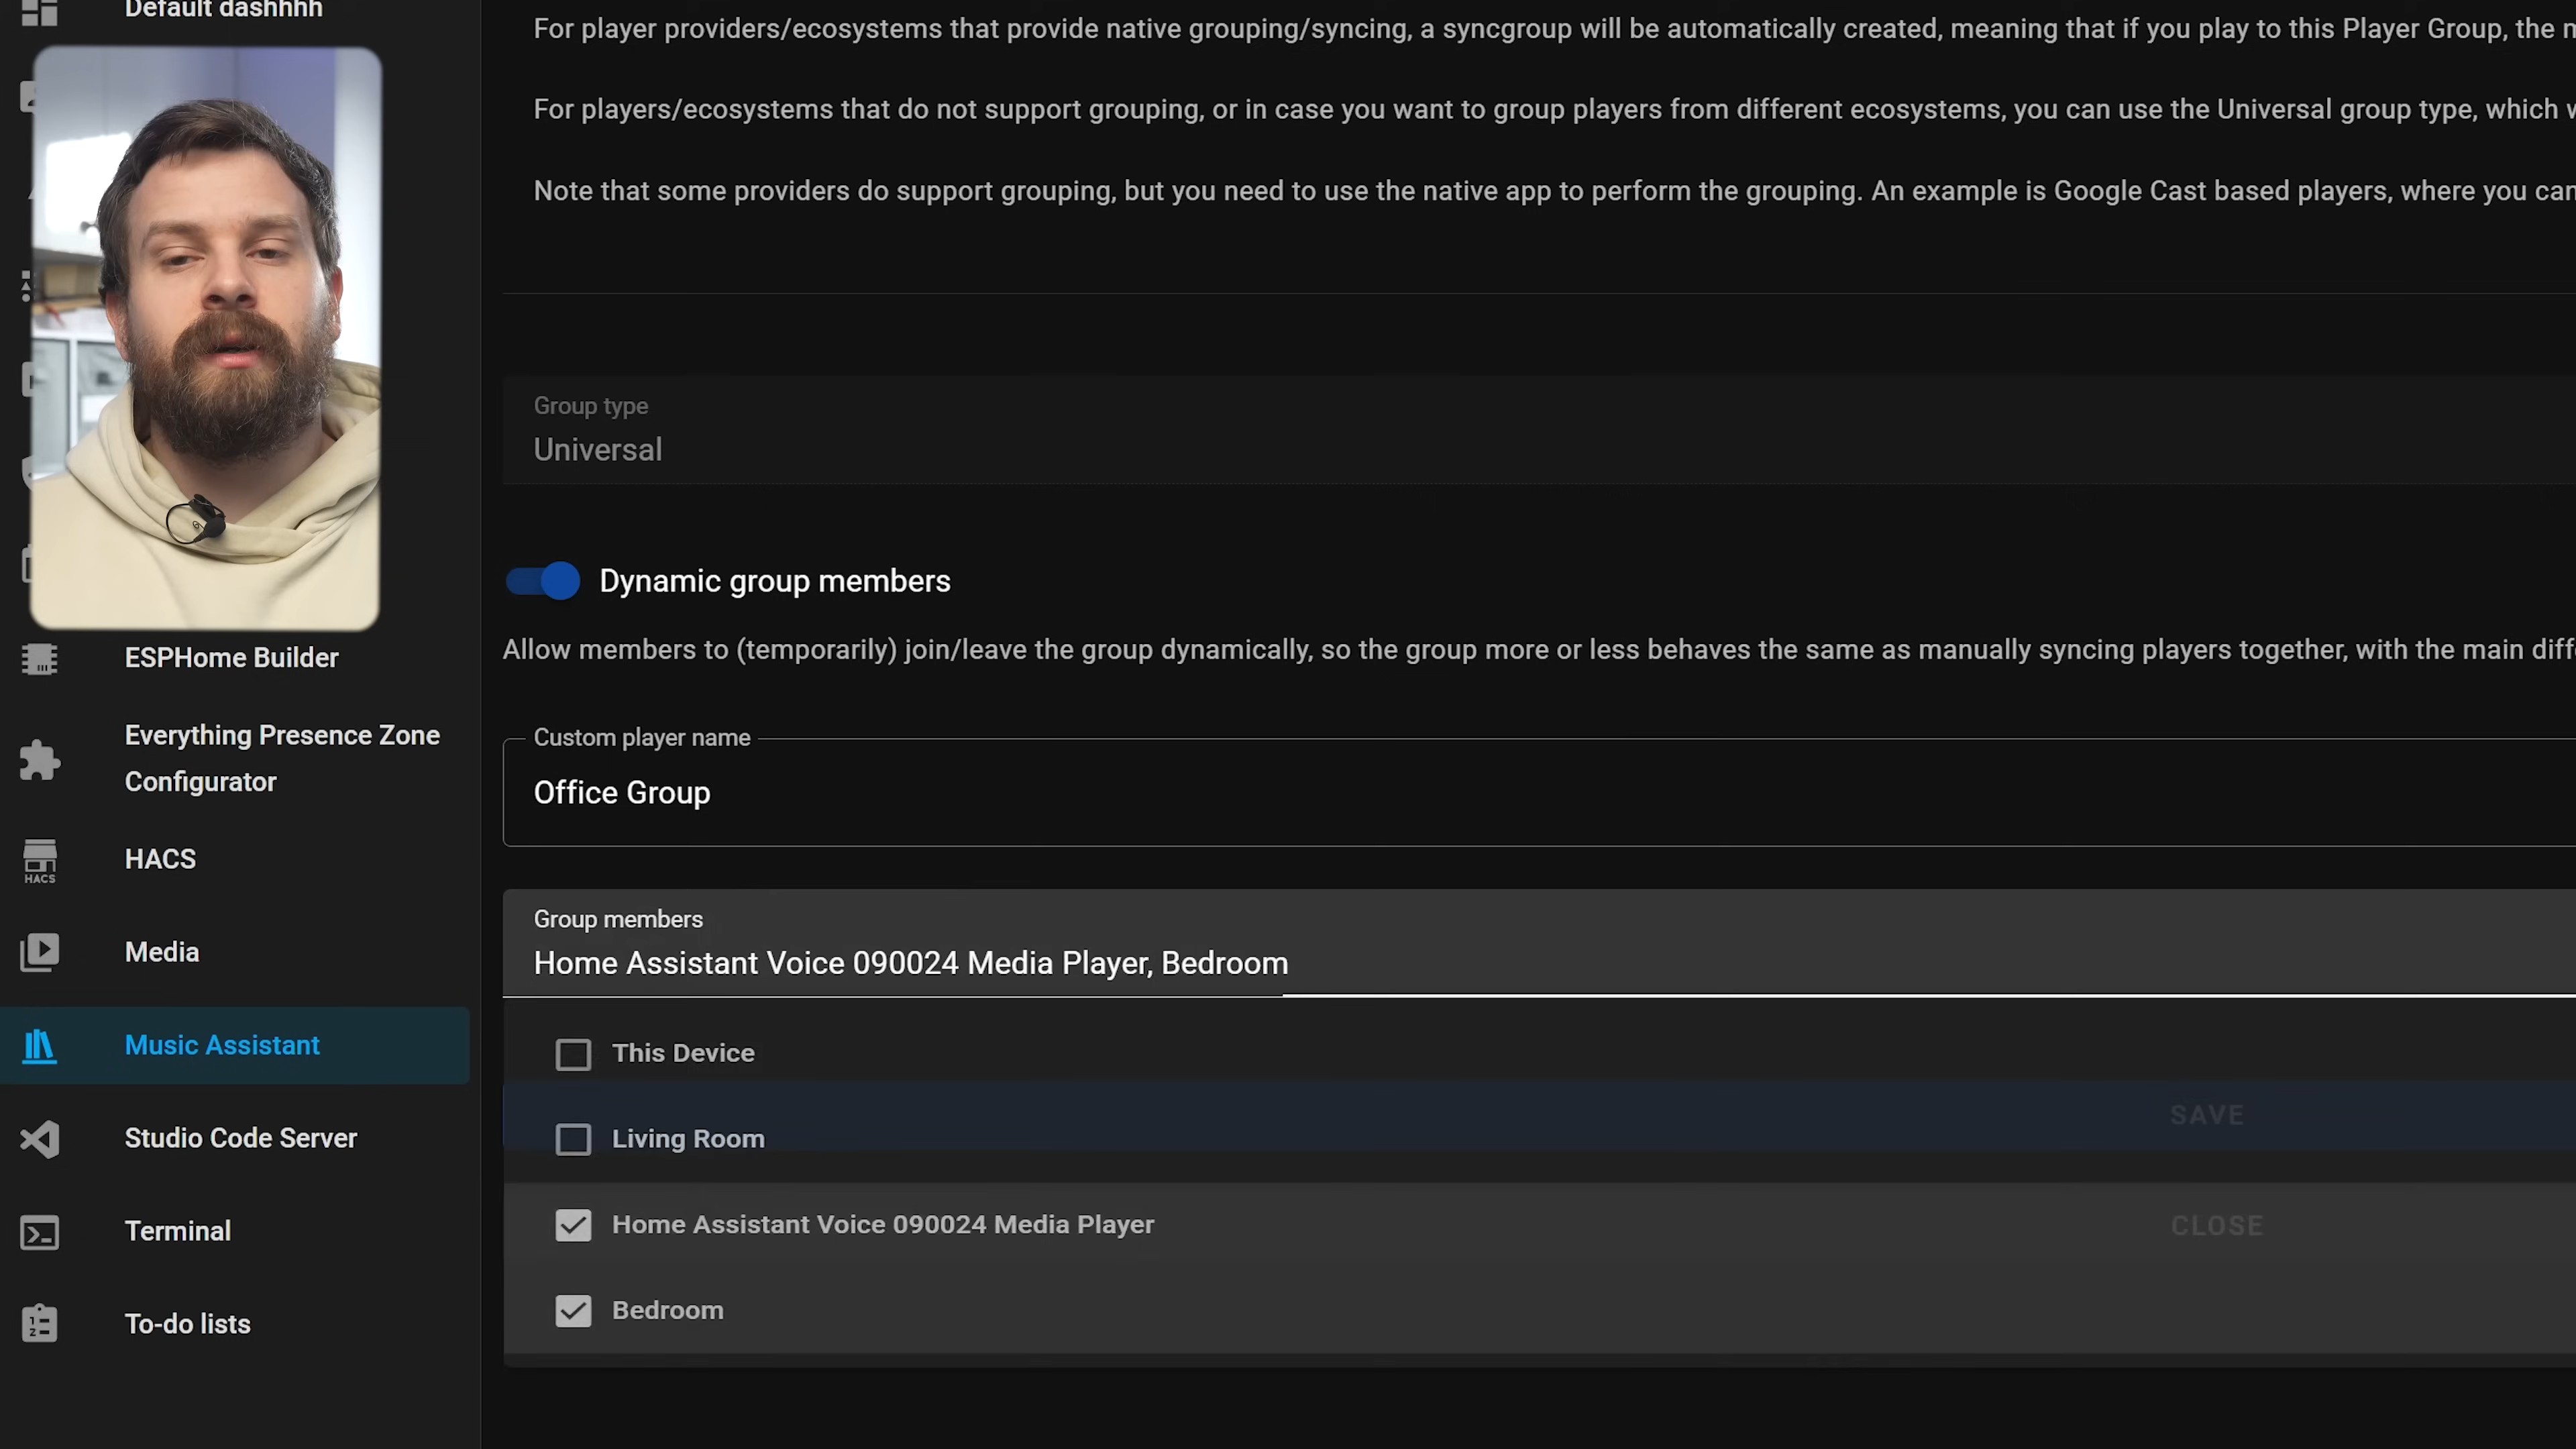 Default dashhhh
ESPHome Builder
Everything Presence Zone
Configurator
HACS
HACS
Media
Music Assistant
Studio Code Server
Terminal
To-do lists
For player providers/ecosystems that provide native grouping/syncing, a syncgroup will be automatically created, meaning that if you play to this Player Group, the
For players/ecosystems that do not support grouping, or in case you want to group players from different ecosystems, you can use the Universal group type, which
Note that some providers do support grouping, but you need to use the native app to perform the grouping. An example is Google Cast based players, where you can
Group type
Universal
Dynamic group members
Allow members to (temporarily) join/leave the group dynamically, so the group more or less behaves the same as manually syncing players together, with the main
Custom player name
Office Group
Group members
Home Assistant Voice 090024 Media Player, Bedroom
This Device
SAVE
Living Room
Home Assistant Voice 090024 Media Player
CLOSE
Bedroom